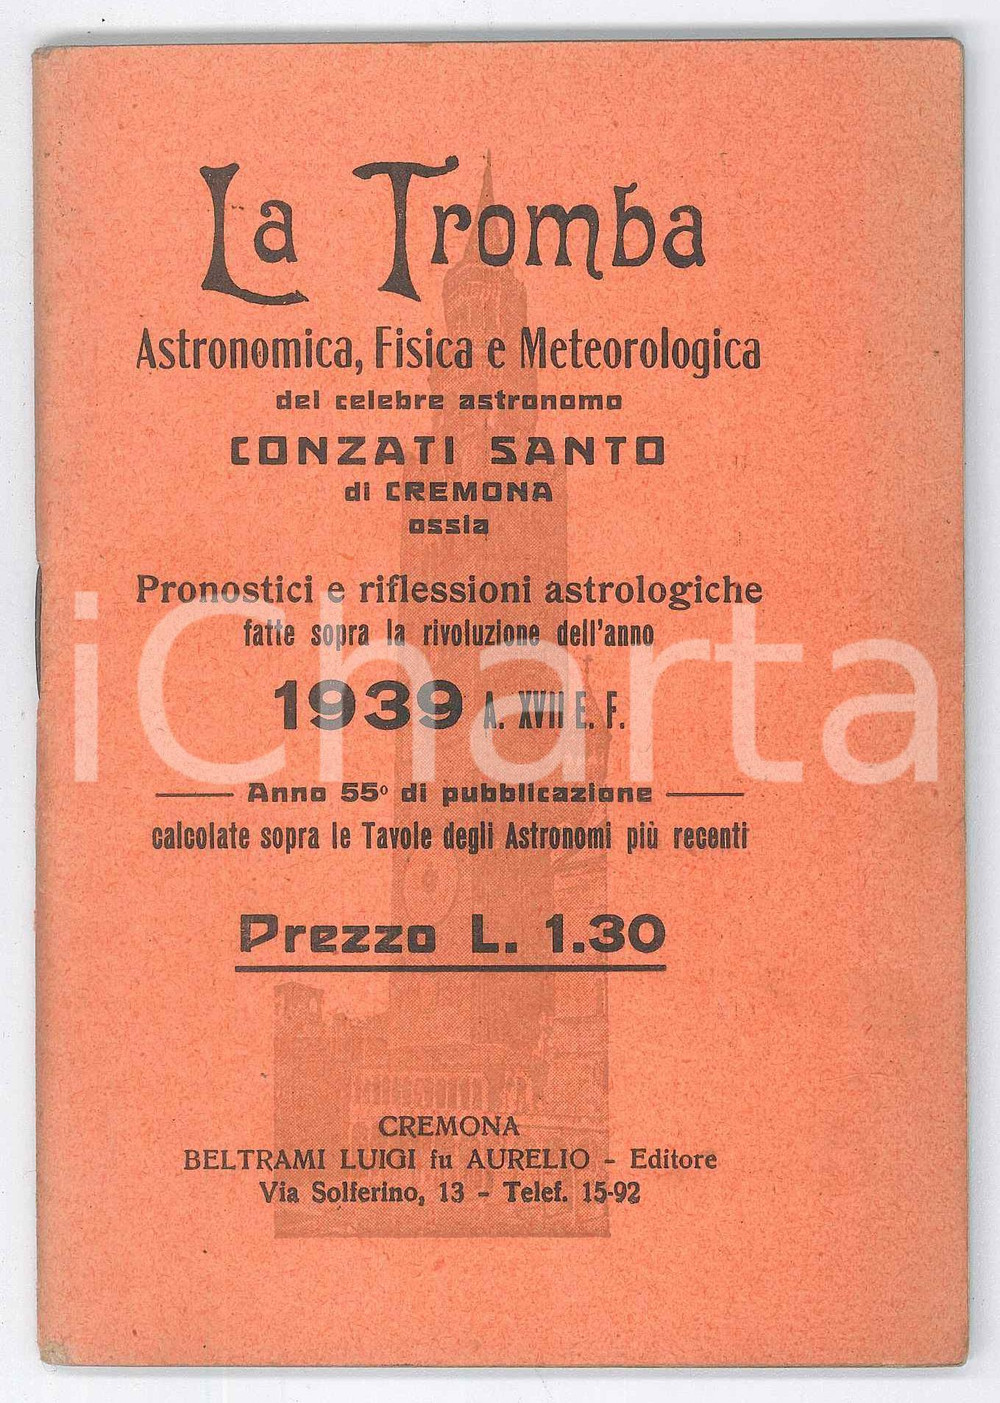 La Tromba
Astronomica, Fisica e Meteorologica
del celebre astronomo
CONZATI SANTO
di CREMONA
ossia
Pronostici e riflessioni astrologiche
fatte sopra la rivoluzione dell'anno
1939 A. XVII E. F.
Anno 55º di pubblicazione
calcolate sopra le Tavole degli Astronomi più recenti
Prezzo L. 1.30
CREMONA
BELTRAMI LUIGI fu AURELIO - Editore
Via Solferino, 13 - Telef. 15-92
iCharta